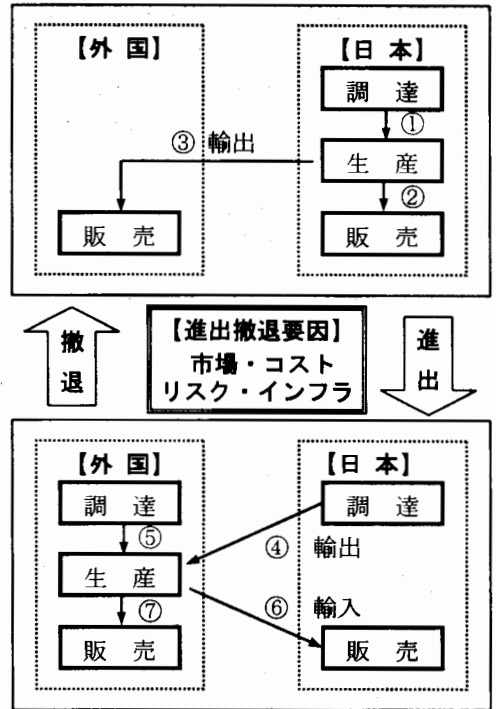 【外 国】
【日 本】
調 達
①
③ 輸出
生 産
②
販 売
販 売
撤退
【進出撤退要因】
市場・コスト
リスク・インフラ
進出
【外 国】
【日 本】
調 達
調 達
⑤
④ 輸出
生 産
⑥ 輸入
⑦
販 売
販 売